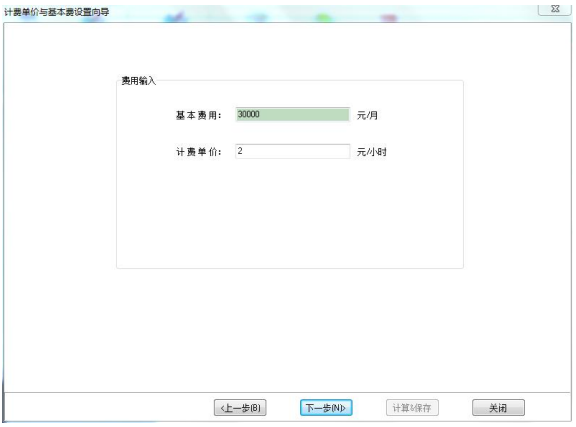 计费单价与基本费设置向导
费用输入
基本费用: 30000 元/月
计费单价: 2 元/小时
<上一步(B) 下一步(N)> 计算&保存 关闭